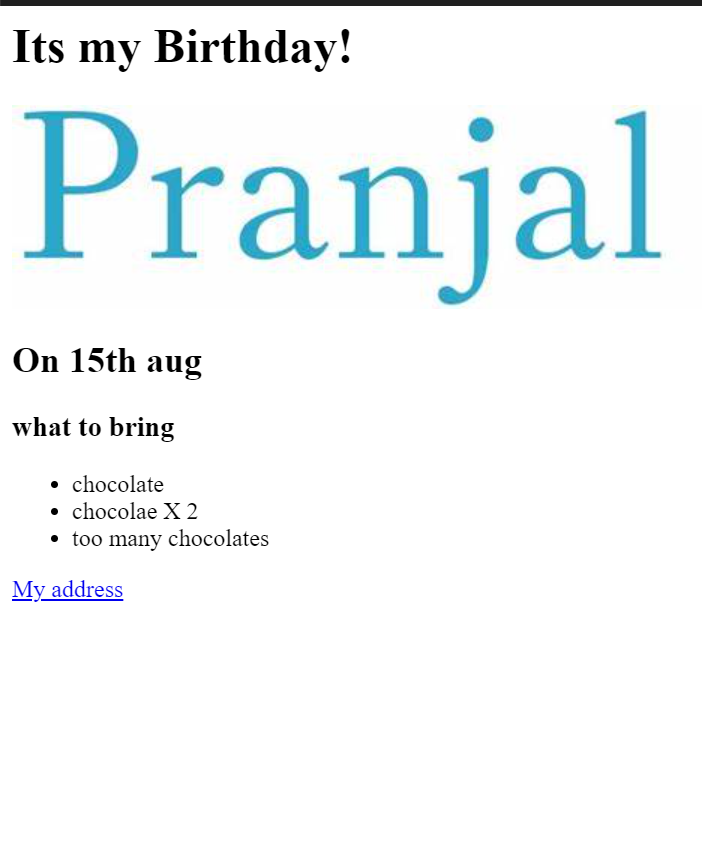 Its my Birthday!
Pranjal
On 15th aug
what to bring
chocolate
chocolae X 2
too many chocolates
My address